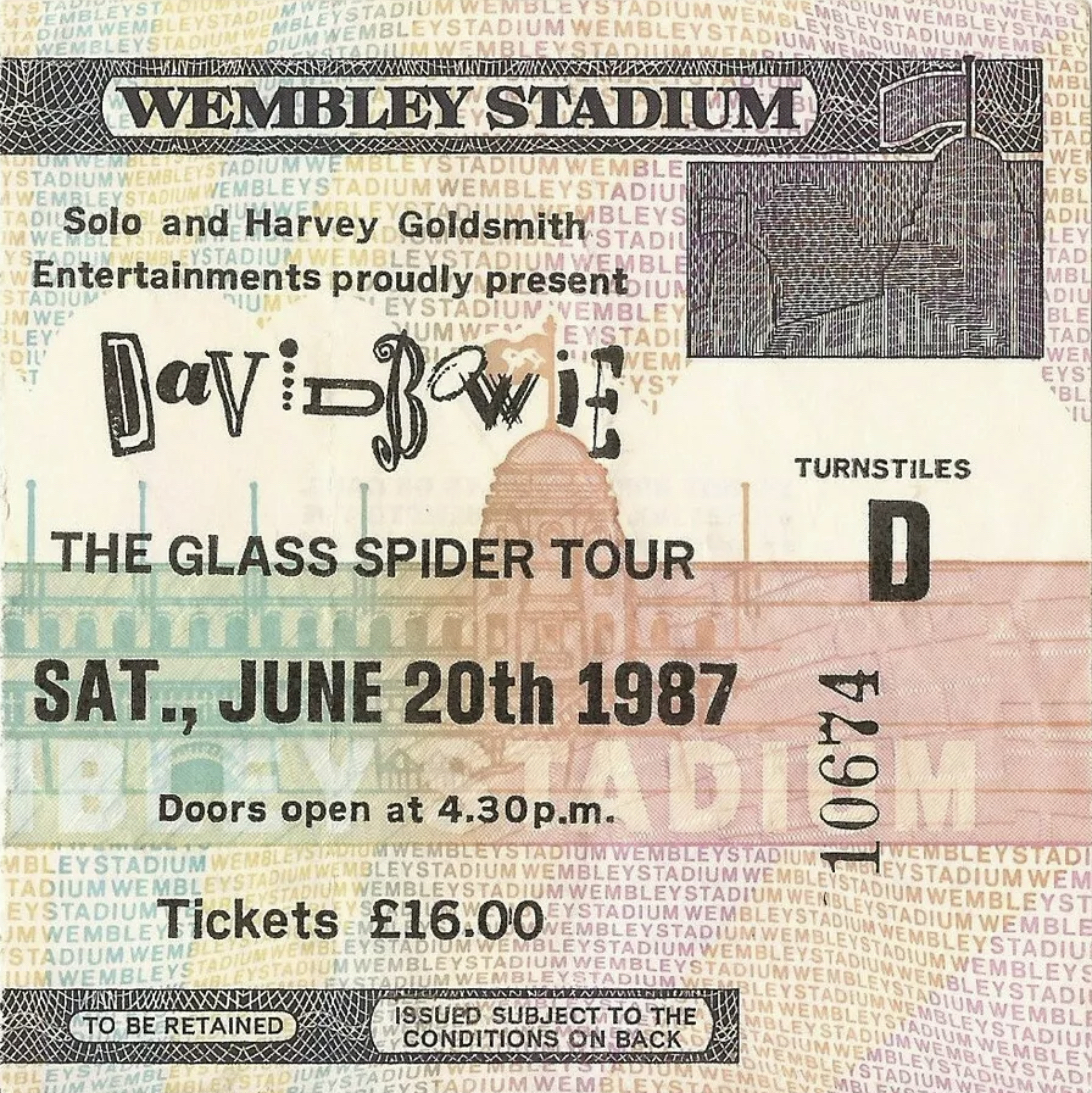 WEMBLEY STADIUM
Solo and Harvey Goldsmith
Entertainments proudly present
DaviD BowiE
THE GLASS SPIDER TOUR
TURNSTILES
D
SAT., JUNE 20th 1987
10674
Doors open at 4.30p.m.
Tickets £16.00
TO BE RETAINED
ISSUED SUBJECT TO THE
CONDITIONS ON BACK